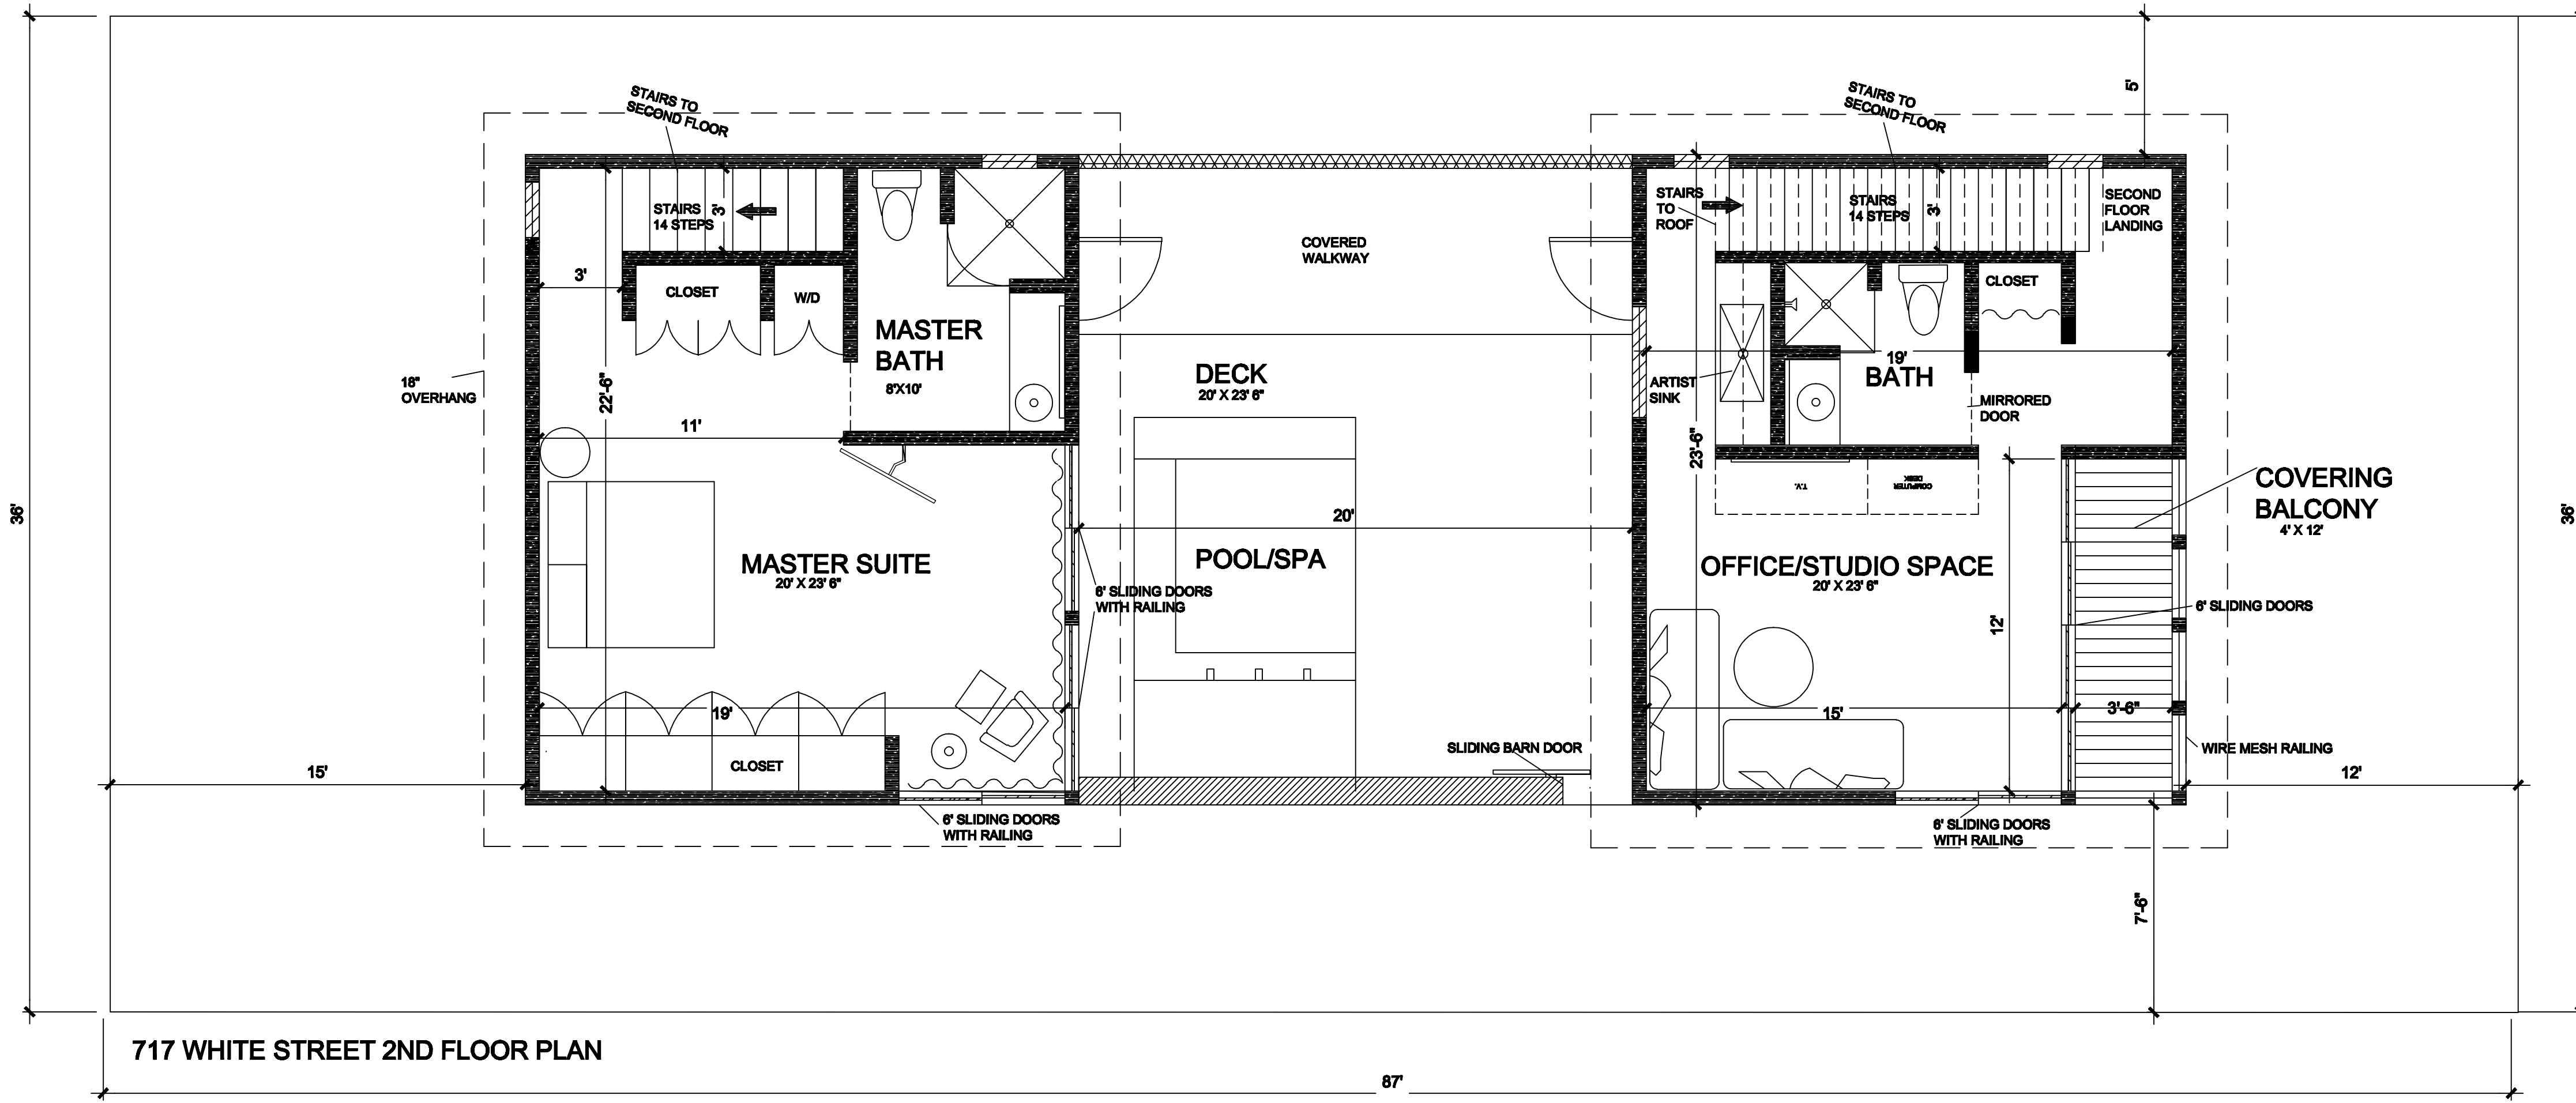 5'
STAIRS TO
SECOND FLOOR
STAIRS TO
SECOND FLOOR
STAIRS
14 STEPS
3'
STAIRS
TO
ROOF
STAIRS
14 STEPS
3'
SECOND
FLOOR
LANDING
COVERED
WALKWAY
3'
CLOSET
W/D
CLOSET
MASTER
BATH
8'X10'
19'
BATH
18"
OVERHANG
22'-6"
DECK
20' X 23' 6"
ARTIST
SINK
MIRRORED
DOOR
11'
23'-6"
T.V.
COMPUTER
DESK
COVERING
BALCONY
4' X 12'
36'
20'
36'
MASTER SUITE
20' X 23' 6"
POOL/SPA
OFFICE/STUDIO SPACE
20' X 23' 6"
6' SLIDING DOORS
WITH RAILING
12'
6' SLIDING DOORS
19'
15'
3'-6"
SLIDING BARN DOOR
WIRE MESH RAILING
15'
CLOSET
12'
6' SLIDING DOORS
WITH RAILING
6' SLIDING DOORS
WITH RAILING
7'-6"
717 WHITE STREET 2ND FLOOR PLAN
87'